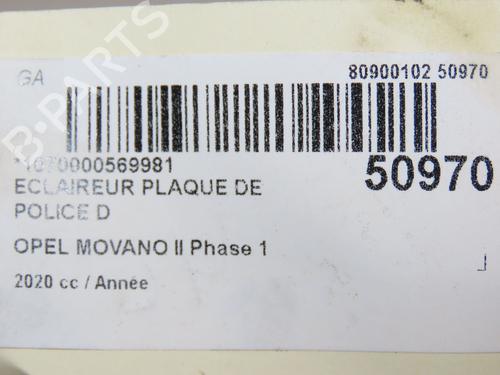 GA
80900102 50970
*1070000569981
50970
ECLAIREUR PLAQUE DE
POLICE D
OPEL MOVANO II Phase 1
2020 cc / Année
B-PARTS